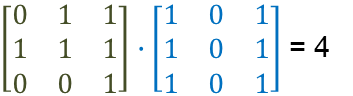 [0 1 1] · [1 0 1]
[1 1 1] · [1 0 1] = 4
[0 0 1] · [1 0 1]